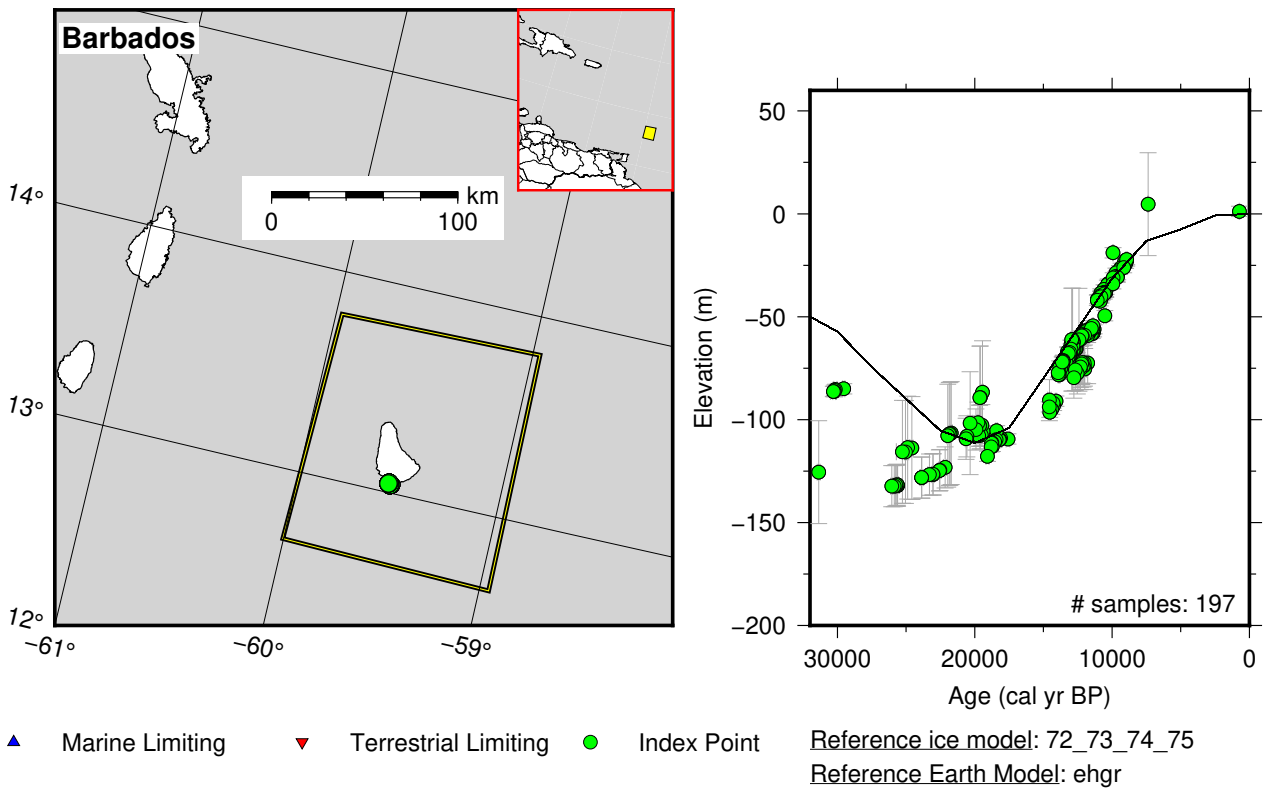 Barbados
km
0 100
14°
13°
12°
−61°
−60°
−59°
50
0
−50
−100
−150
−200
Elevation (m)
# samples: 197
30000 20000 10000 0
Age (cal yr BP)
Marine Limiting
Terrestrial Limiting
Index Point
Reference ice model: 72_73_74_75
Reference Earth Model: ehgr